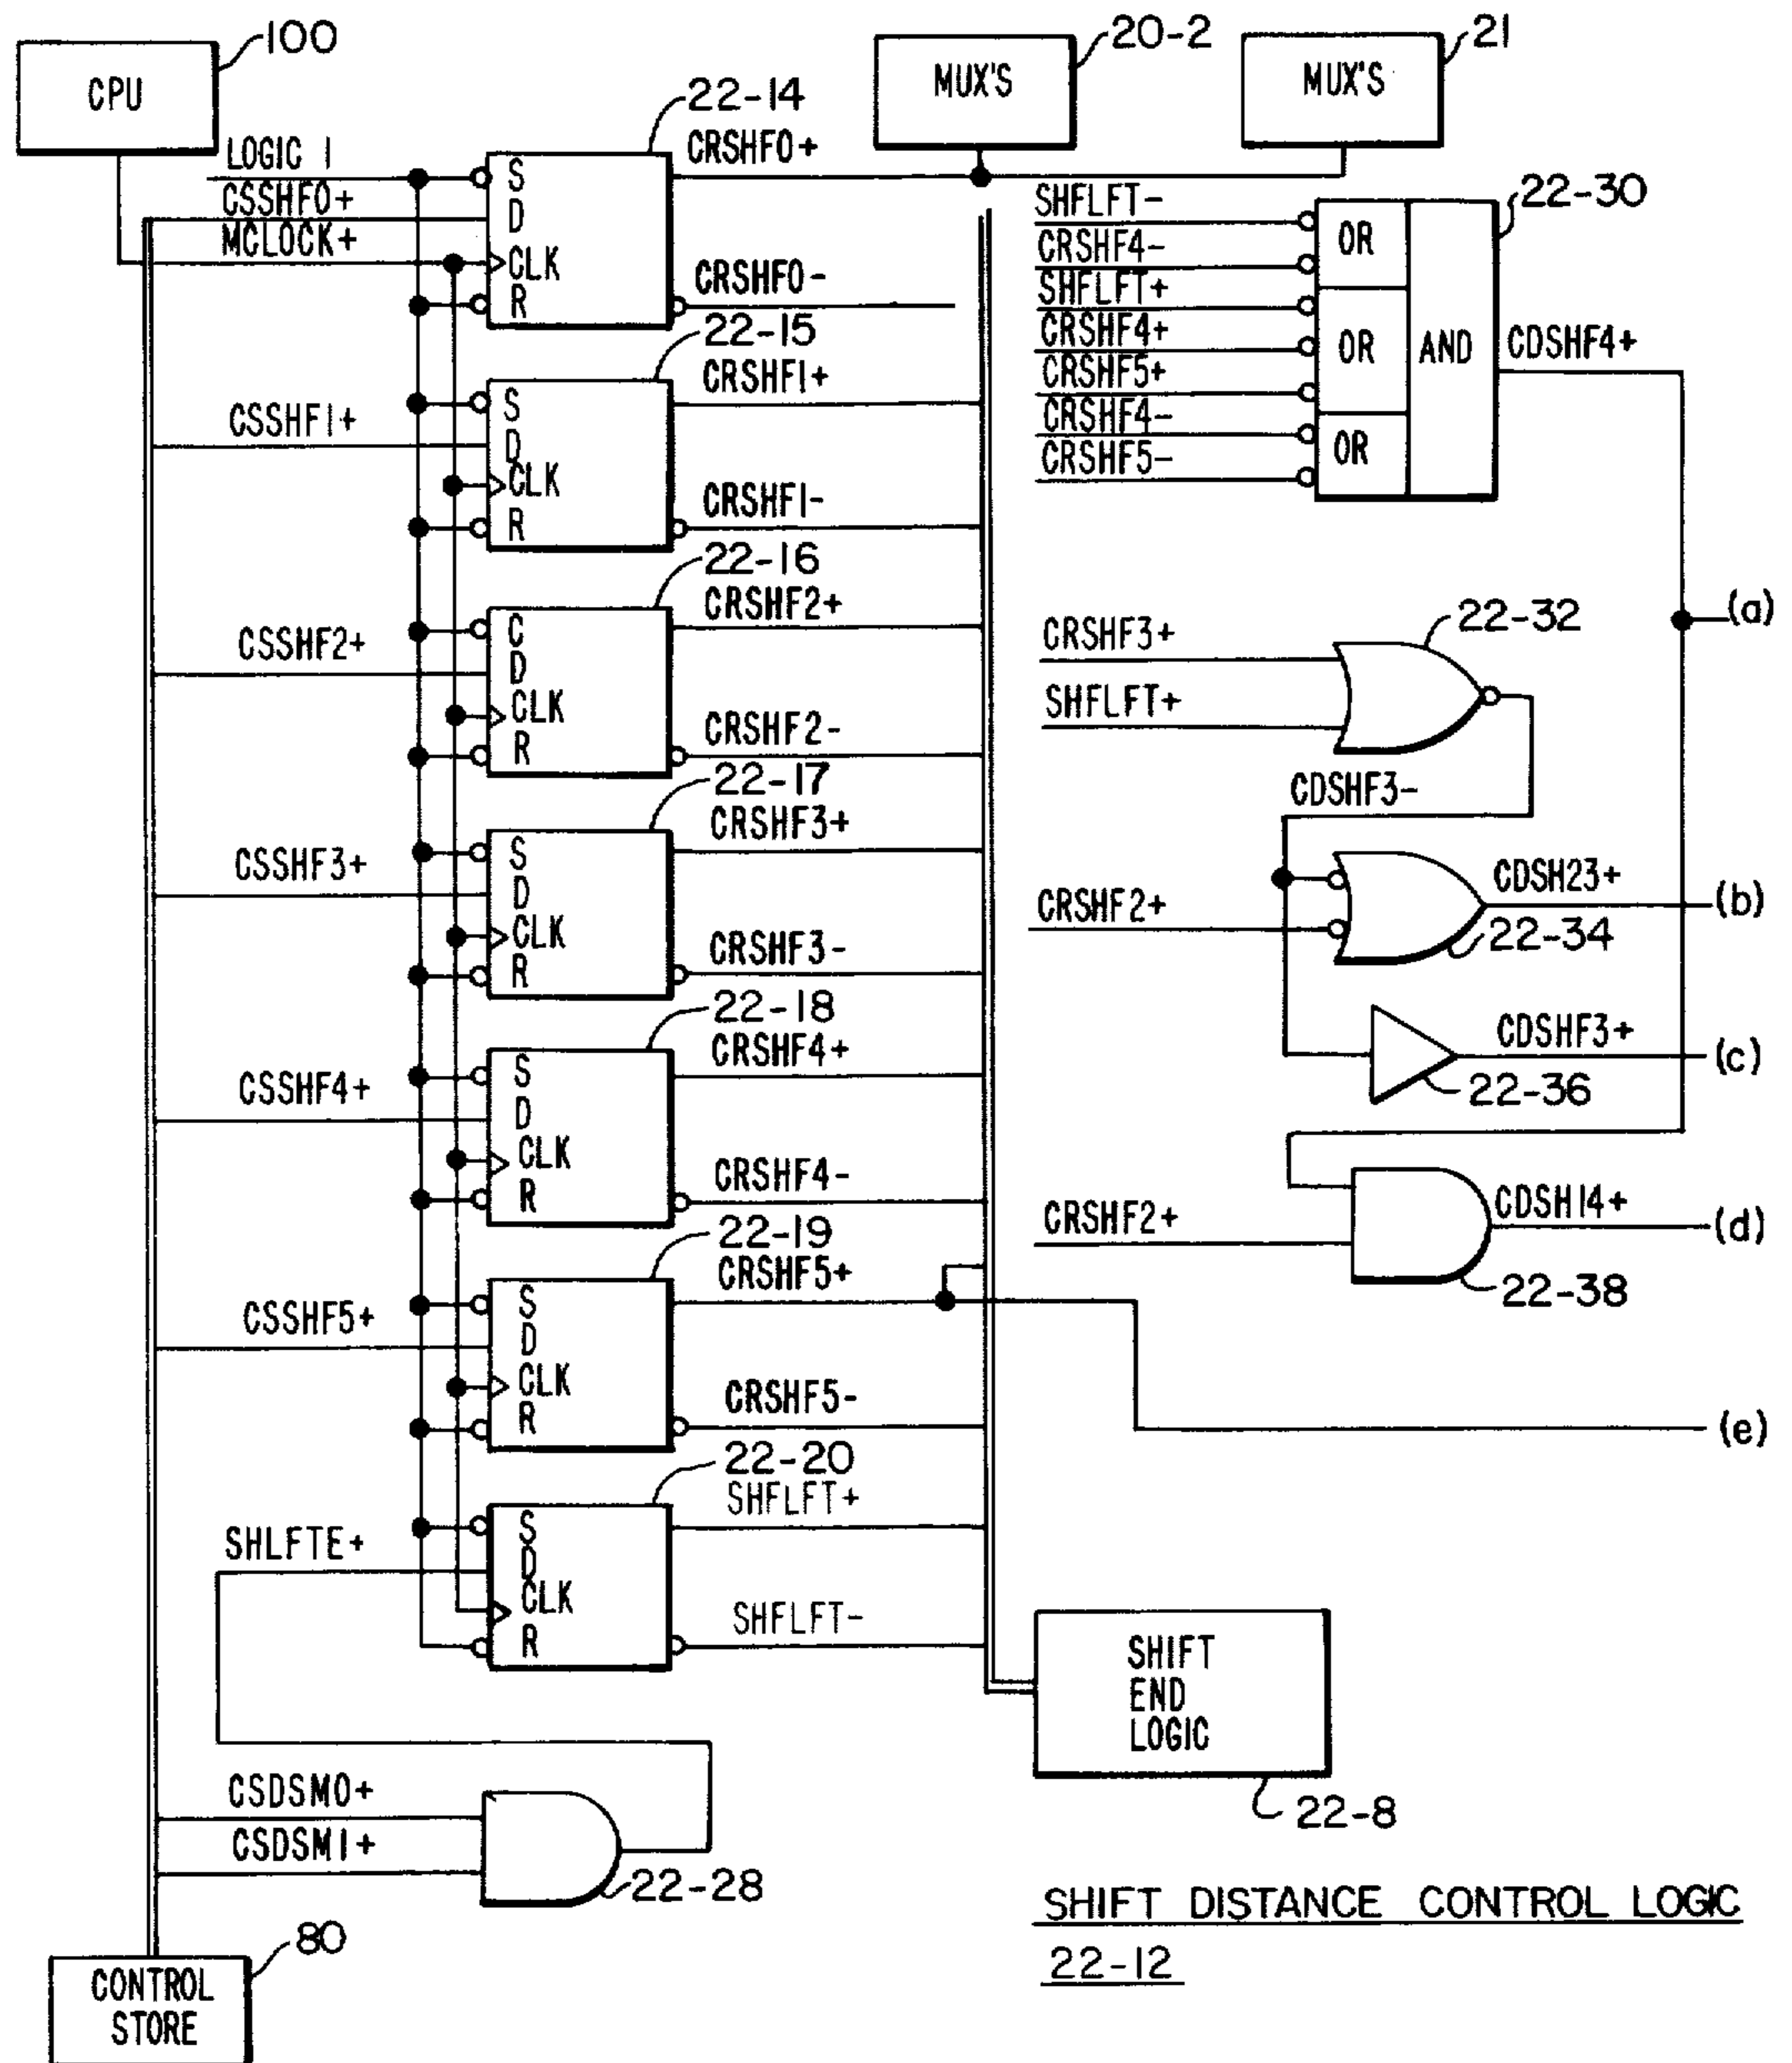 100
CPU
20-2
MUX'S
21
MUX'S
22-14
LOGIC 1
CSSHF0+
MCLOCK+
S
D
CLK
R
CRSHF0+
CRSHF0-
22-15
CSSHF1+
S
D
CLK
R
CRSHF1+
CRSHF1-
22-16
CSSHF2+
C
D
CLK
R
CRSHF2+
CRSHF2-
22-17
CSSHF3+
S
D
CLK
R
CRSHF3+
CRSHF3-
22-18
CSSHF4+
S
D
CLK
R
CRSHF4+
CRSHF4-
22-19
CSSHF5+
S
D
CLK
R
CRSHF5+
CRSHF5-
22-20
SHLFTE+
S
D
CLK
R
SHFLFT+
SHFLFT-
CSDSM0+
CSDSM1+
22-28
80
CONTROL
STORE
22-30
SHFLFT-
CRSHF4-
SHFLFT+
CRSHF4+
CRSHF5+
CRSHF4-
CRSHF5-
OR
OR
OR
AND
CDSHF4+
(a)
22-32
CRSHF3+
SHFLFT+
CDSHF3-
CRSHF2+
CDSH23+
(b)
22-34
CDSHF3+
(c)
22-36
CRSHF2+
CDSH14+
(d)
22-38
(e)
SHIFT
END
LOGIC
22-8
SHIFT DISTANCE CONTROL LOGIC
22-12